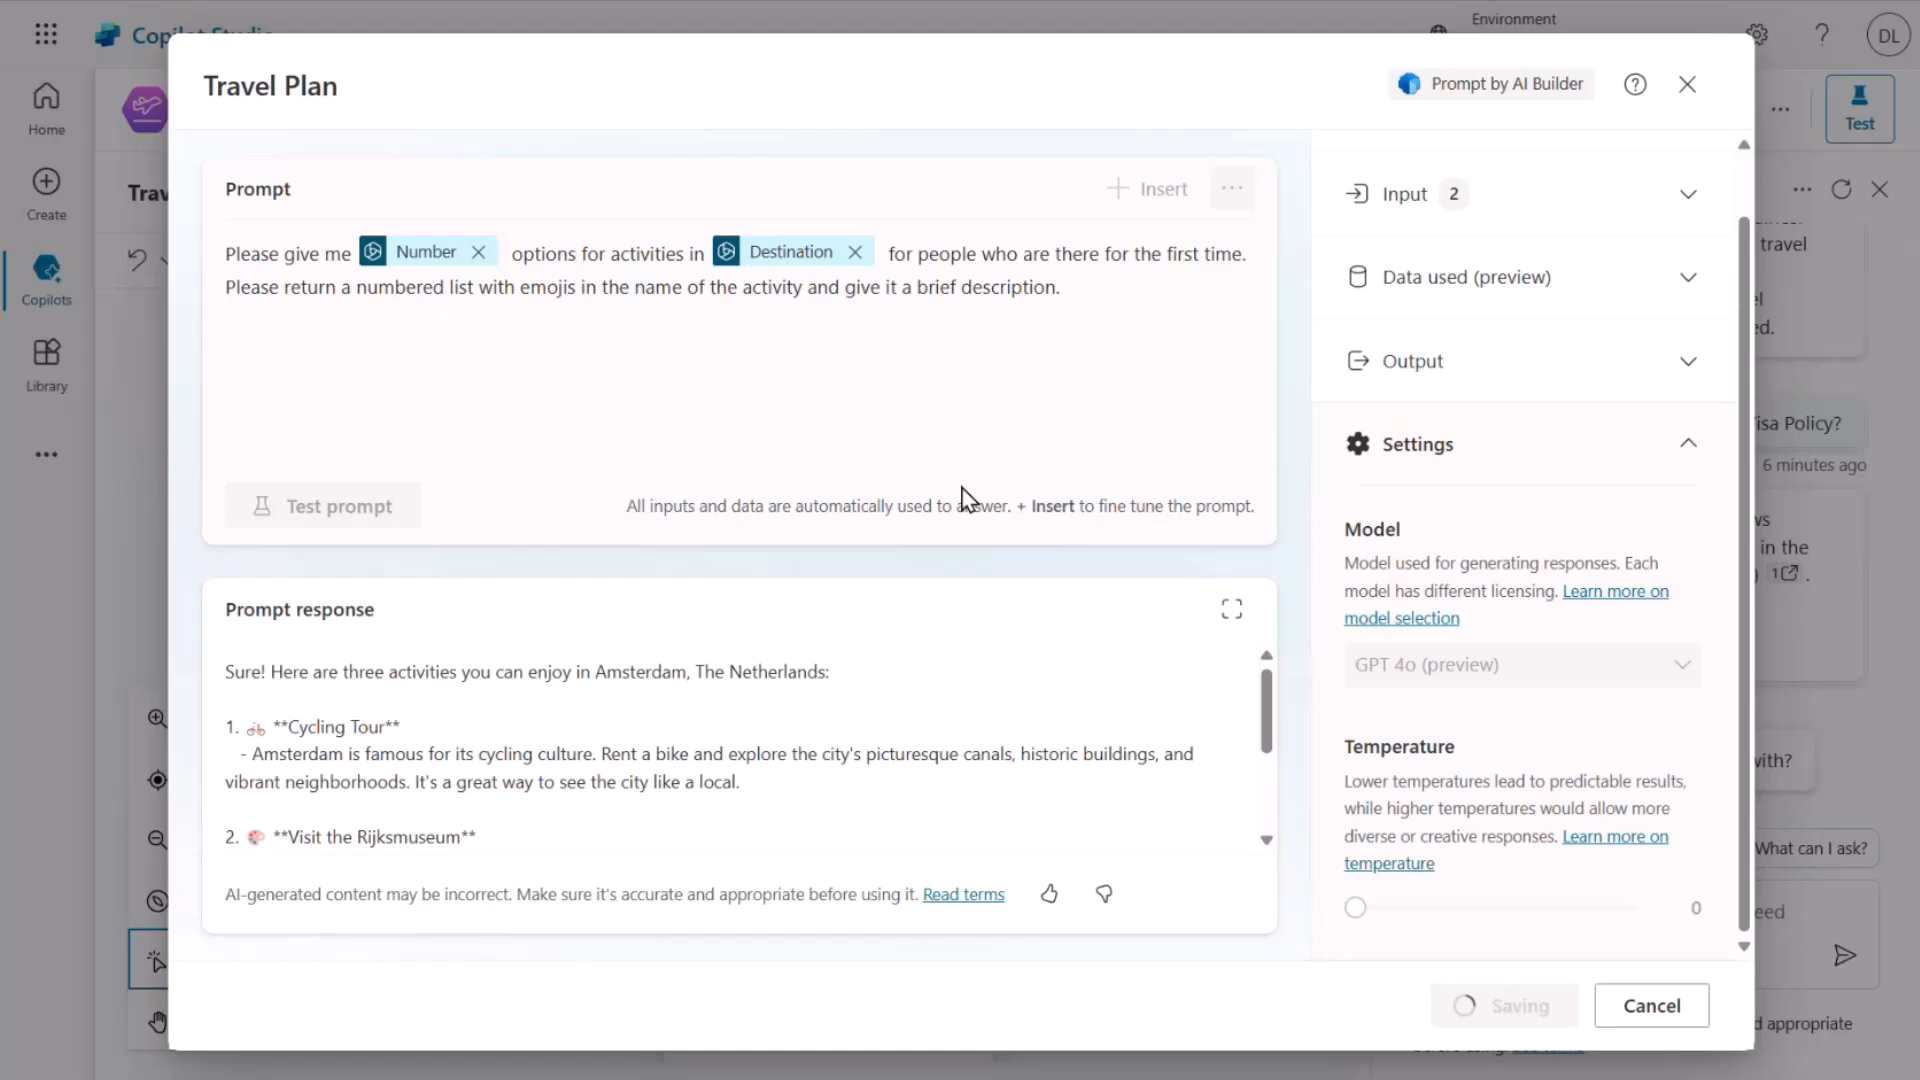 Environment
DL
Travel Plan
Prompt by AI Builder
Home
Test
Create
Copilots
Library
Prompt
Insert
Please give me Number options for activities in Destination for people who are there for the first time.
Please return a numbered list with emojis in the name of the activity and give it a brief description.
Test prompt
All inputs and data are automatically used to answer. + Insert to fine tune the prompt.
Prompt response
Sure! Here are three activities you can enjoy in Amsterdam, The Netherlands:
1. 🚲 **Cycling Tour**
- Amsterdam is famous for its cycling culture. Rent a bike and explore the city's picturesque canals, historic buildings, and
vibrant neighborhoods. It's a great way to see the city like a local.
2. 🎨 **Visit the Rijksmuseum**
AI-generated content may be incorrect. Make sure it's accurate and appropriate before using it. Read terms
Input 2
Data used (preview)
Output
Settings
Model
Model used for generating responses. Each
model has different licensing. Learn more on
model selection
GPT 4o (preview)
Temperature
Lower temperatures lead to predictable results,
while higher temperatures would allow more
diverse or creative responses. Learn more on
temperature
0
Saving
Cancel
travel
Policy?
6 minutes ago
in the
1
What can I ask?
appropriate